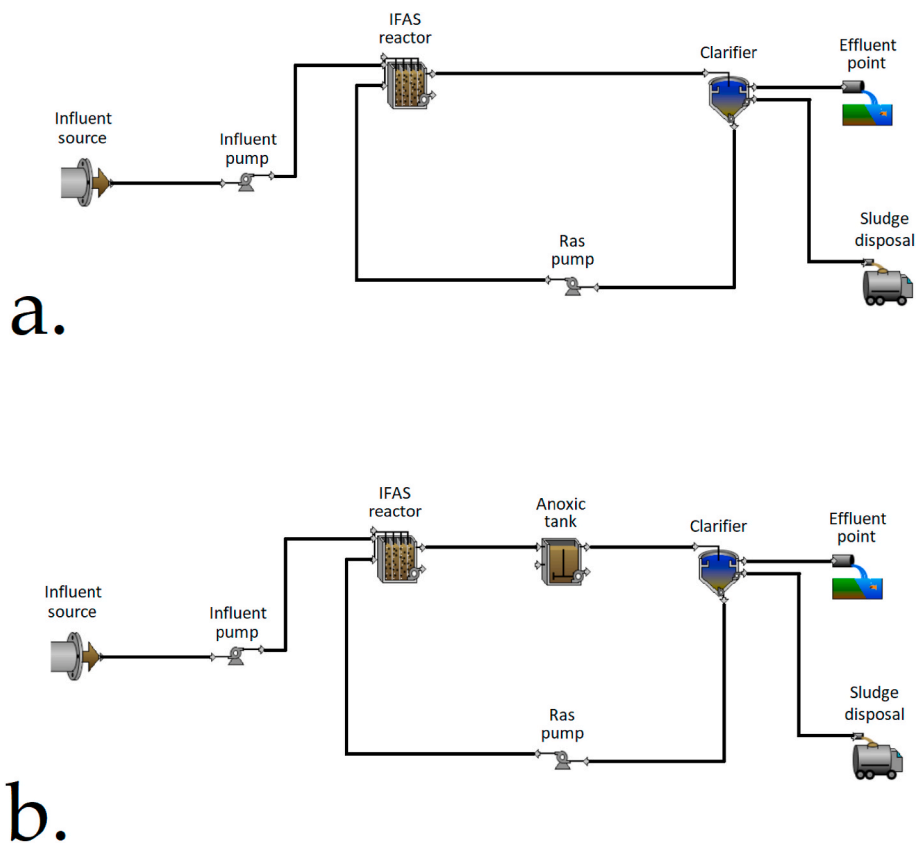 IFAS
reactor
Clarifier
Effluent
point
Influent
source
Influent
pump
Sludge
disposal
Ras
pump
a.
IFAS
reactor
Anoxic
tank
Clarifier
Effluent
point
Influent
source
Influent
pump
Sludge
disposal
Ras
pump
b.